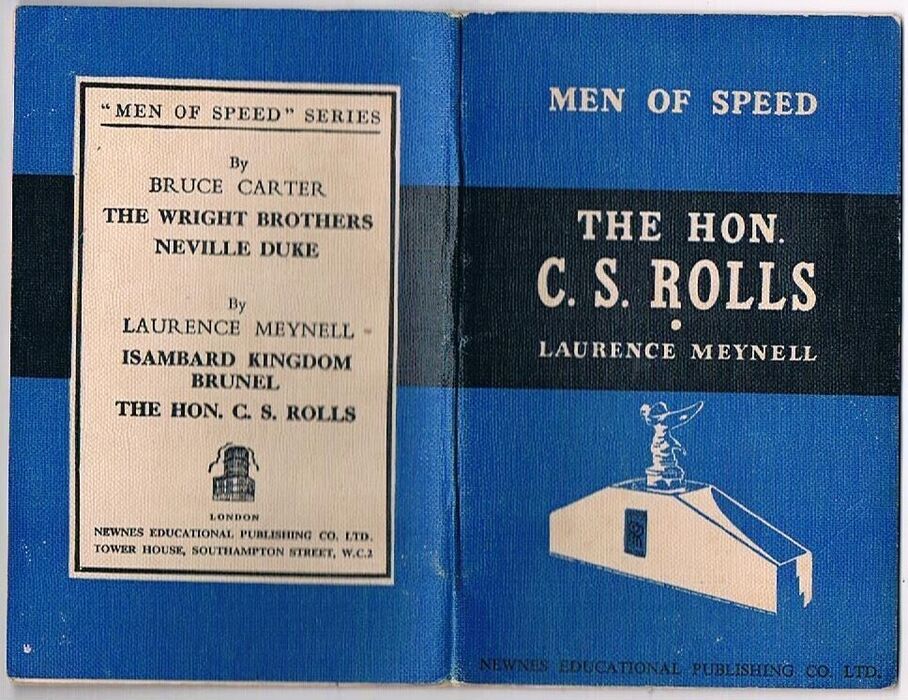 "MEN OF SPEED" SERIES
By
BRUCE CARTER
THE WRIGHT BROTHERS
NEVILLE DUKE
By
LAURENCE MEYNELL
ISAMBARD KINGDOM
BRUNEL
THE HON. C. S. ROLLS
LONDON
NEWNES EDUCATIONAL PUBLISHING CO. LTD.
TOWER HOUSE, SOUTHAMPTON STREET, W.C.2
MEN OF SPEED
THE HON.
C. S. ROLLS
•
LAURENCE MEYNELL
NEWNES EDUCATIONAL PUBLISHING CO. LTD.